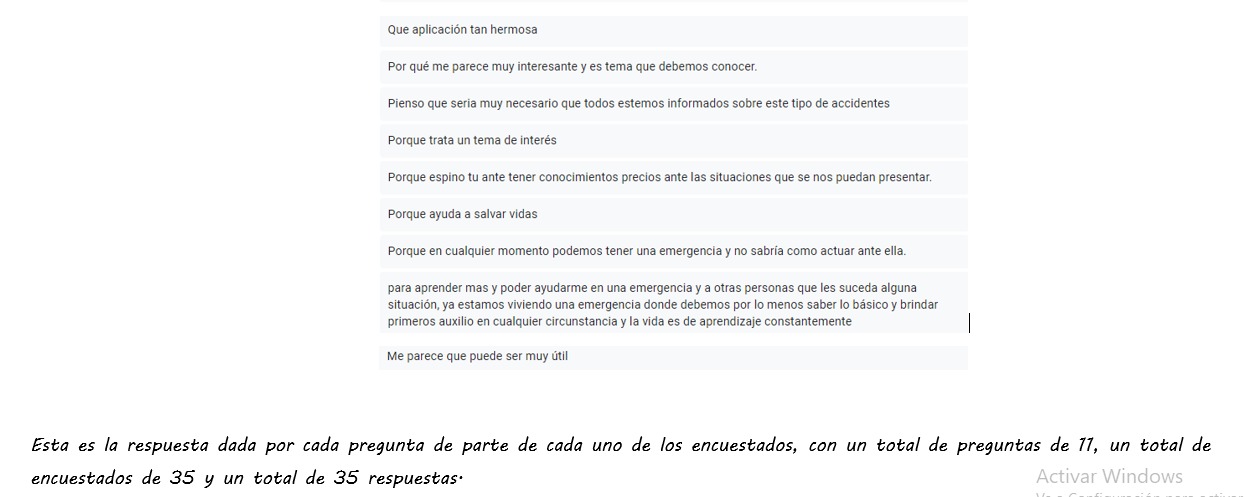 Que aplicación tan hermosa
Por qué me parece muy interesante y es tema que debemos conocer.
Pienso que seria muy necesario que todos estemos informados sobre este tipo de accidentes
Porque trata un tema de interés
Porque espino tu ante tener conocimientos precios ante las situaciones que se nos puedan presentar.
Porque ayuda a salvar vidas
Porque en cualquier momento podemos tener una emergencia y no sabría como actuar ante ella.
para aprender mas y poder ayudarme en una emergencia y a otras personas que les suceda alguna
situación, ya estamos viviendo una emergencia donde debemos por lo menos saber lo básico y brindar
primeros auxilio en cualquier circunstancia y la vida es de aprendizaje constantemente
Me parece que puede ser muy útil
Esta es la respuesta dada por cada pregunta de parte de cada uno de los encuestados, con un total de preguntas de 11, un total de
encuestados de 35 y un total de 35 respuestas.
Activar Windows